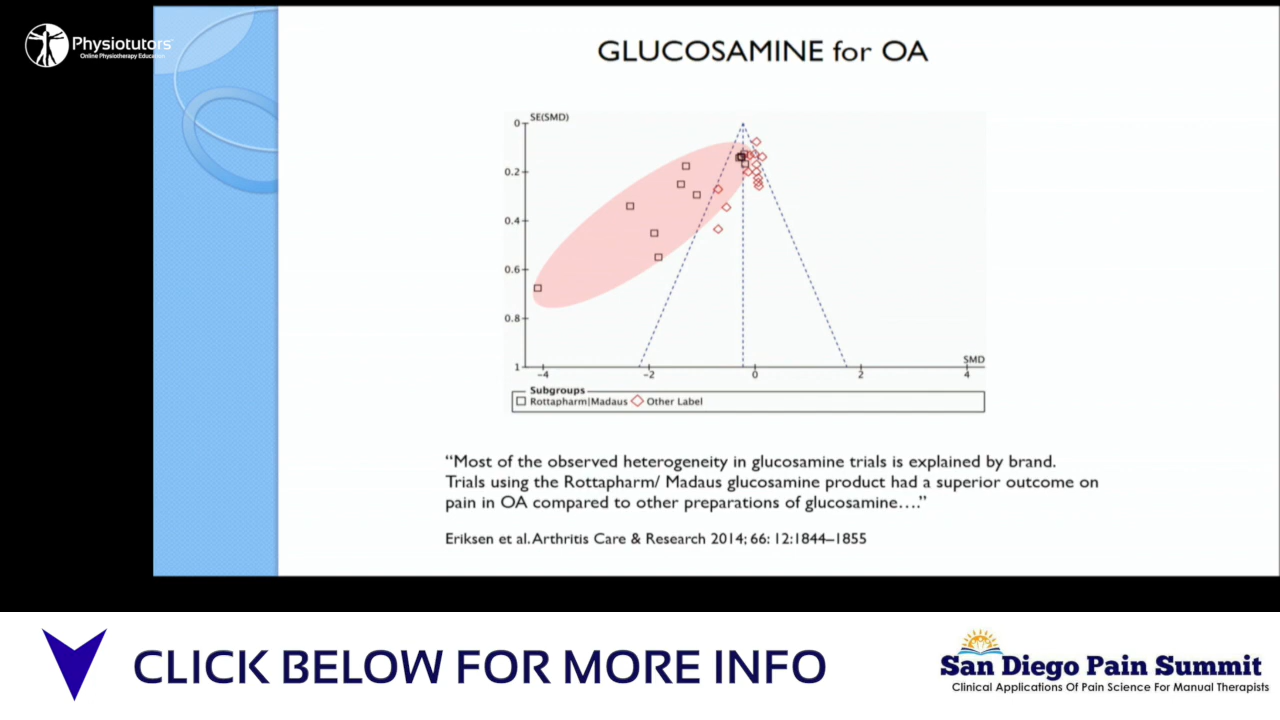 Physiotutors
Online Physiotherapy Education
GLUCOSAMINE for OA
SE(SMD)
0
0.2
0.4
0.6
0.8
1
SMD
-4
-2
0
2
4
Subgroups
Rottapharm|Madaus
Other Label
“Most of the observed heterogeneity in glucosamine trials is explained by brand.
Trials using the Rottapharm/ Madaus glucosamine product had a superior outcome on
pain in OA compared to other preparations of glucosamine….”
Eriksen et al. Arthritis Care & Research 2014; 66: 12:1844–1855
CLICK BELOW FOR MORE INFO
San Diego Pain Summit
Clinical Applications Of Pain Science For Manual Therapists